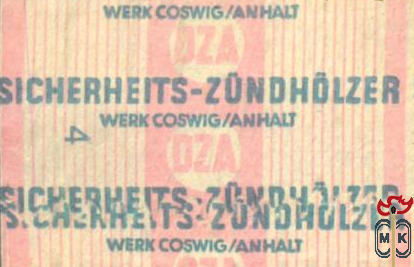 WERK COSWIG/ANHALT
DZA
SICHERHEITS-ZÜNDHÖLZER
WERK COSWIG/ANHALT
4
DZA
SICHERHEITS-ZÜNDHÖLZER
SICHERHEITS-ZÜNDHÖLZER
WERK COSWIG/ANHALT
MK